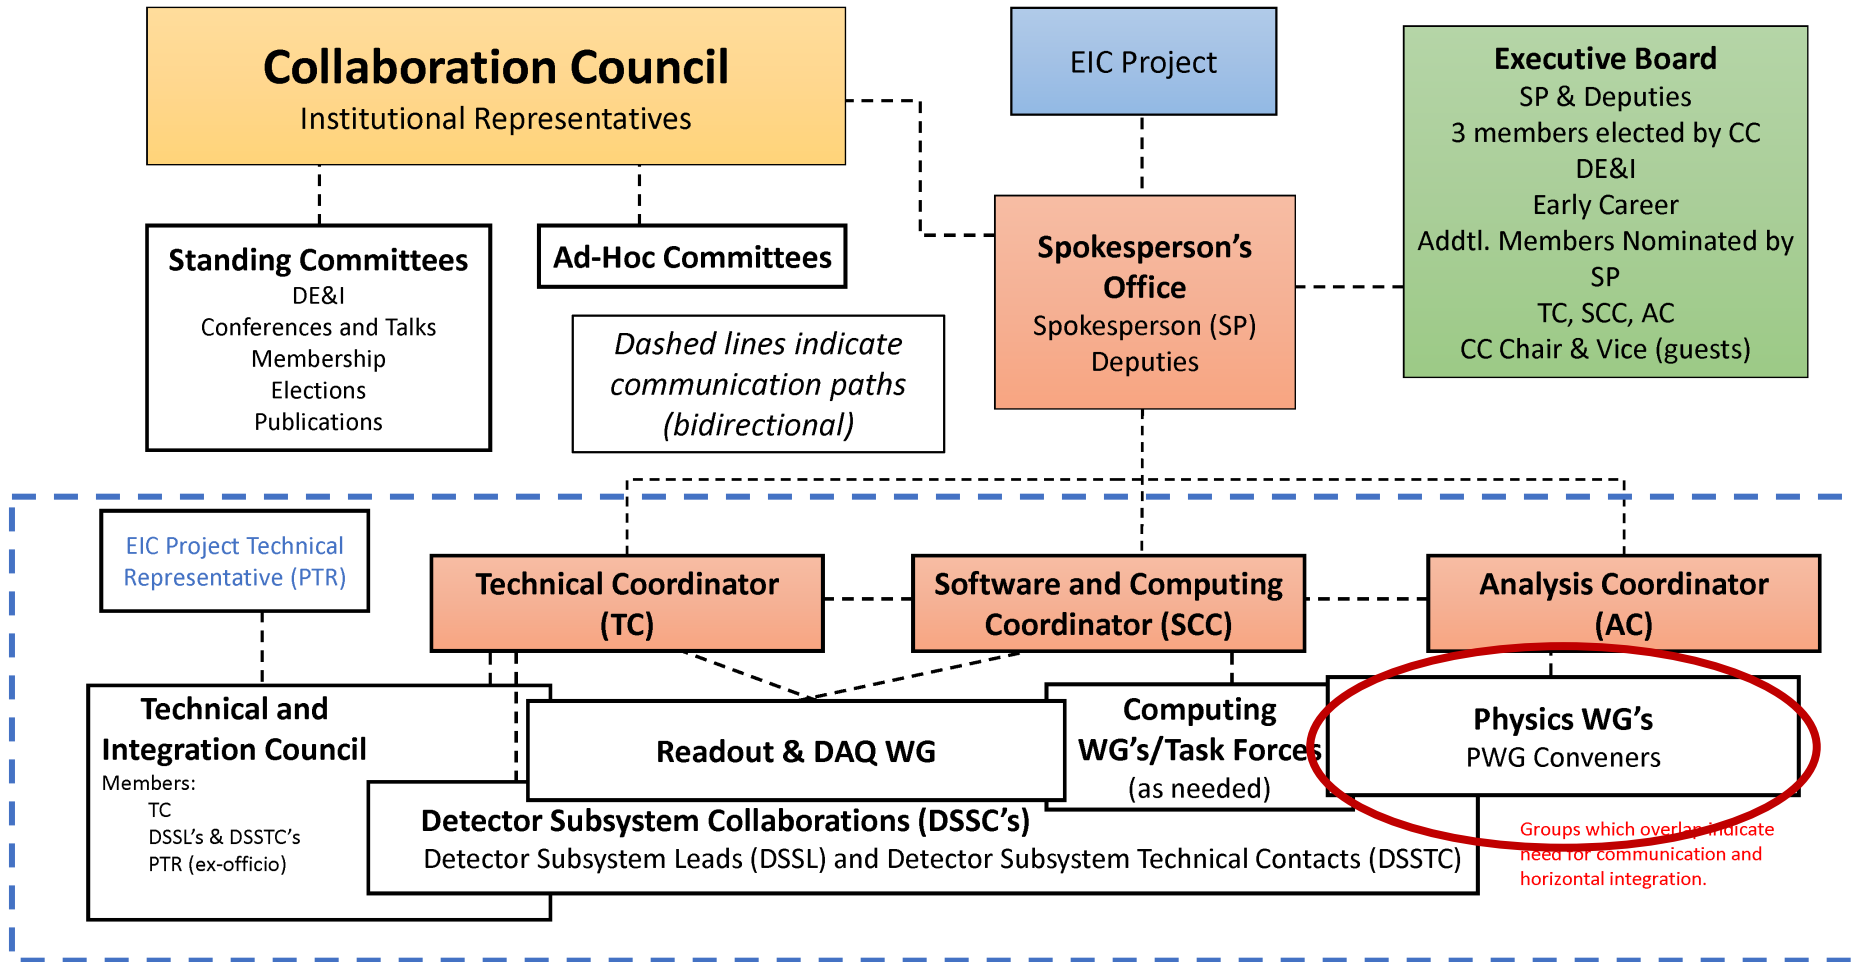 Collaboration Council
Institutional Representatives
EIC Project
Executive Board
SP & Deputies
3 members elected by CC
DE&I
Early Career
Addtl. Members Nominated by
SP
TC, SCC, AC
CC Chair & Vice (guests)
Standing Committees
DE&I
Conferences and Talks
Membership
Elections
Publications
Ad-Hoc Committees
Dashed lines indicate
communication paths
(bidirectional)
Spokesperson's
Office
Spokesperson (SP)
Deputies
EIC Project Technical
Representative (PTR)
Technical Coordinator
(TC)
Software and Computing
Coordinator (SCC)
Analysis Coordinator
(AC)
Technical and
Integration Council
Members:
TC
DSSL's & DSSTC's
PTR (ex-officio)
Readout & DAQ WG
Computing
WG's/Task Forces
(as needed)
Physics WG's
PWG Conveners
Detector Subsystem Collaborations (DSSC's)
Detector Subsystem Leads (DSSL) and Detector Subsystem Technical Contacts (DSSTC)
Groups which overlap indicate
need for communication and
horizontal integration.